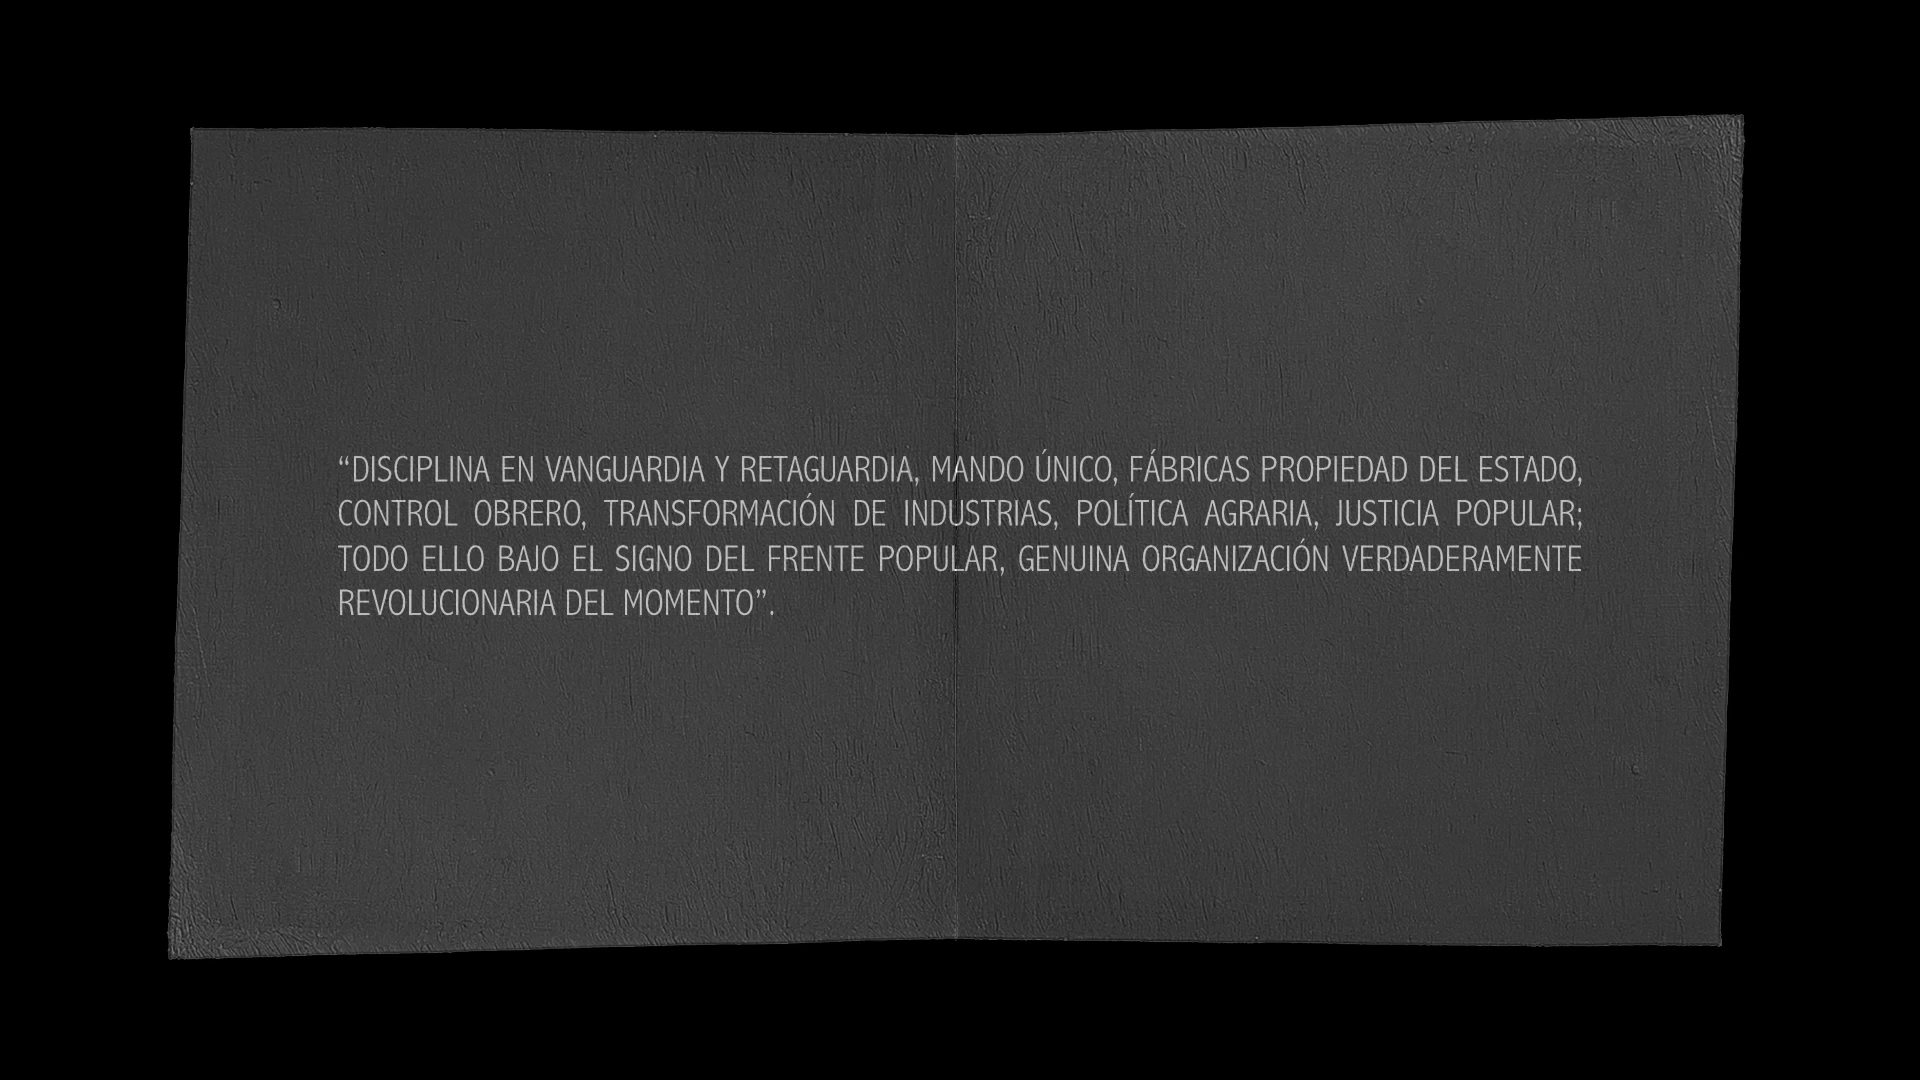 “DISCIPLINA EN VANGUARDIA Y RETAGUARDIA, MANDO ÚNICO, FÁBRICAS PROPIEDAD DEL ESTADO,
CONTROL OBRERO, TRANSFORMACIÓN DE INDUSTRIAS, POLÍTICA AGRARIA, JUSTICIA POPULAR;
TODO ELLO BAJO EL SIGNO DEL FRENTE POPULAR, GENUINA ORGANIZACIÓN VERDADERAMENTE
REVOLUCIONARIA DEL MOMENTO”.